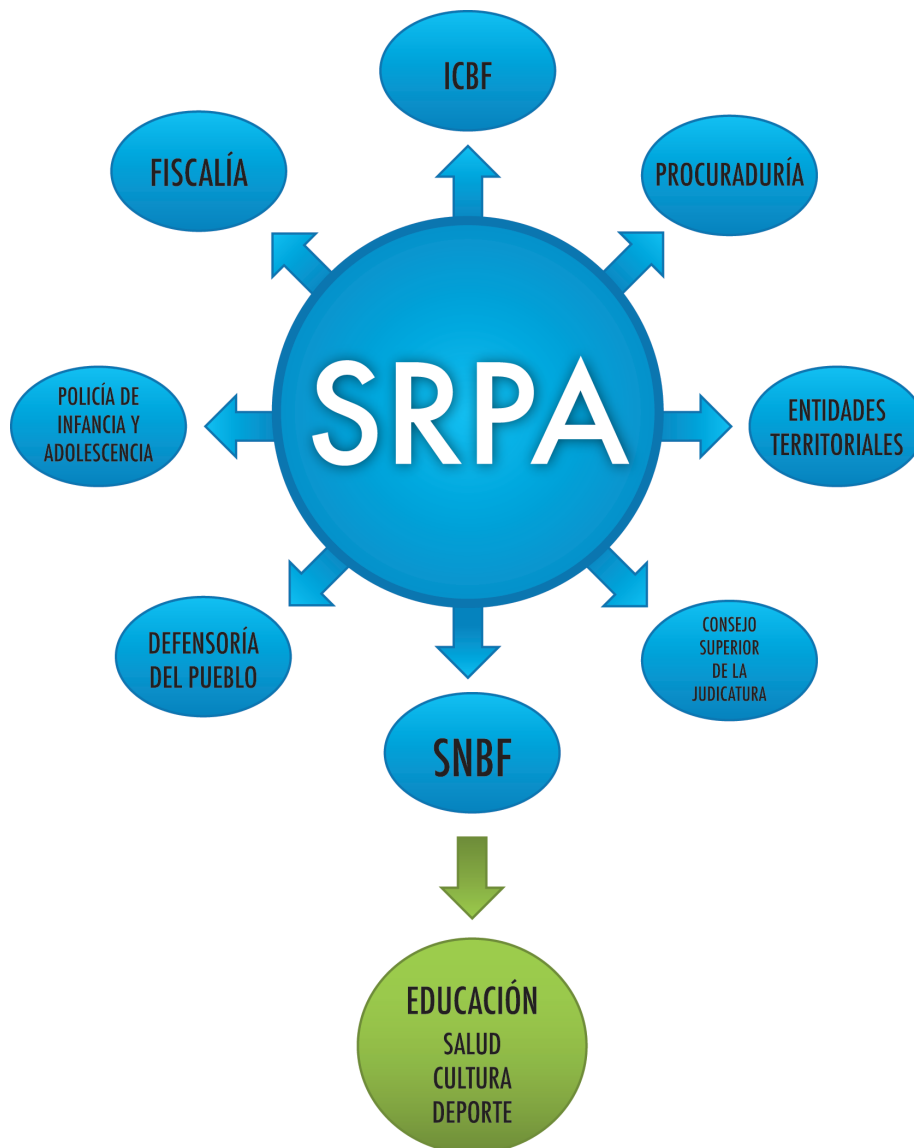 ICBF
FISCALÍA
PROCURADURÍA
SRPA
POLICÍA DE
INFANCIA Y
ADOLESCENCIA
ENTIDADES
TERRITORIALES
DEFENSORÍA
DEL PUEBLO
CONSEJO
SUPERIOR
DE LA
JUDICATURA
SNBF
EDUCACIÓN
SALUD
CULTURA
DEPORTE